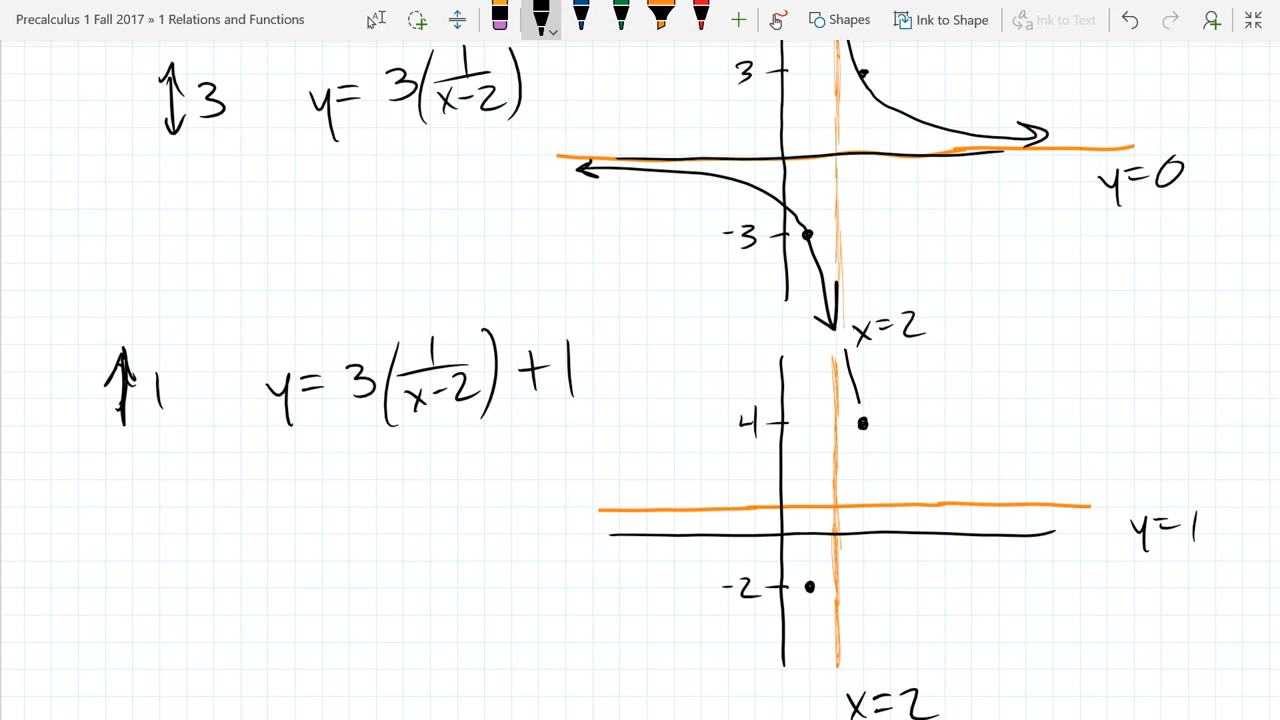 Precalculus 1 Fall 2017 » 1 Relations and Functions
Shapes
Ink to Shape
Ink to Text
↕ 3
y = 3(1/(x-2))
3
y=0
-3
x=2
↑ 1
y = 3(1/(x-2)) + 1
4
y=1
-2
x=2